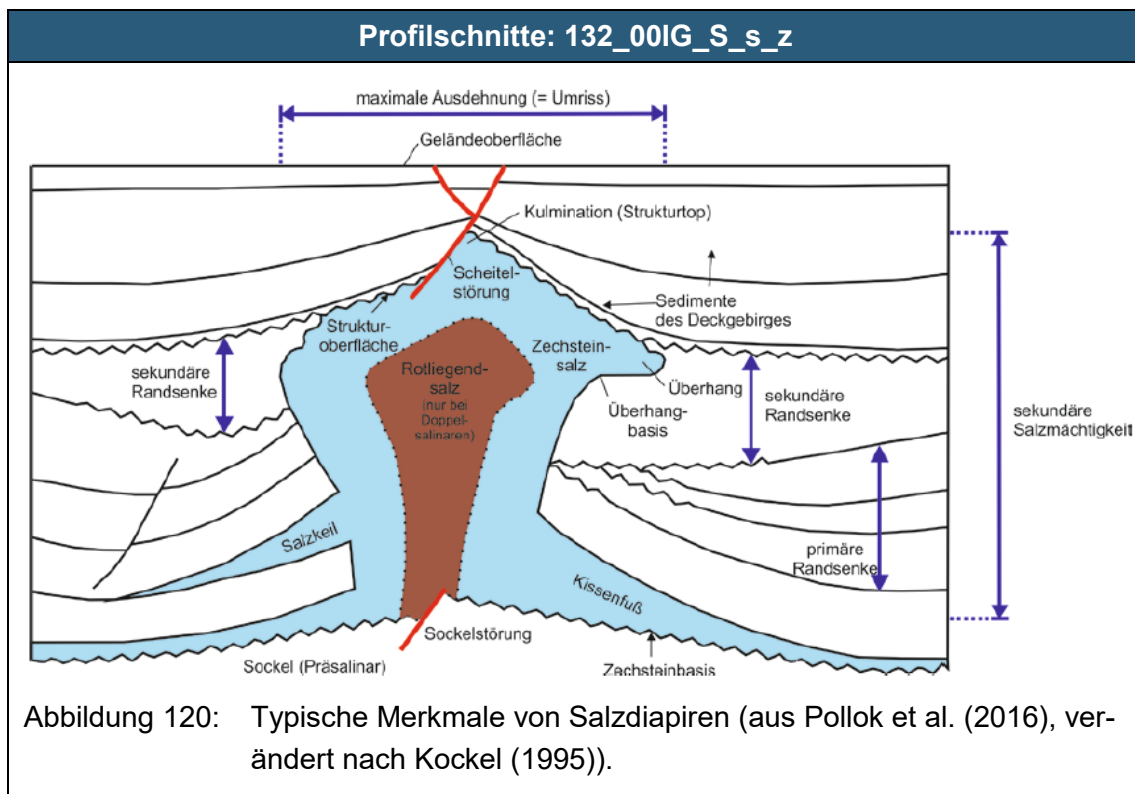 Profilschnitte: 132_00IG_S_s_z
maximale Ausdehnung (= Umriss)
Geländeoberfläche
Kulmination (Strukturtop)
Scheitel-
störung
Sedimente
des Deckgebirges
Struktur-
oberfläche
Zechstein-
salz
sekundäre
Randsenke
Rotliegend-
salz
(nur bei
Doppel-
salinaren)
Überhang
Überhang-
basis
sekundäre
Randsenke
sekundäre
Salzmächtigkeit
Salzkeil
primäre
Randsenke
Kissenfuß
Sockelstörung
Sockel (Präsalinar)
Zechsteinbasis
Abbildung 120: Typische Merkmale von Salzdiapiren (aus Pollok et al. (2016), ver-
ändert nach Kockel (1995)).